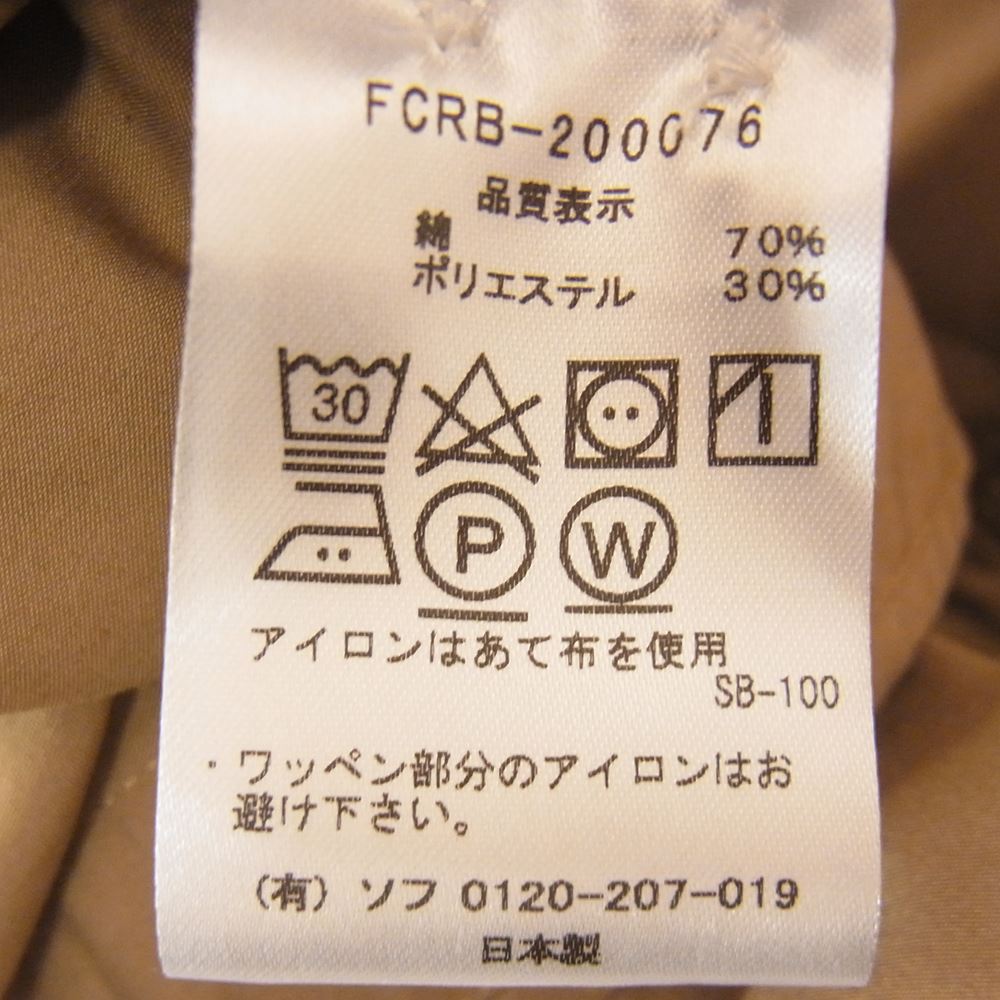 FCRB-200076
品質表示
綿 70%
ポリエステル 30%
30
P W
アイロンはあて布を使用
SB-100
・ワッペン部分のアイロンはお
避け下さい。
(有) ソフ 0120-207-019
日本製